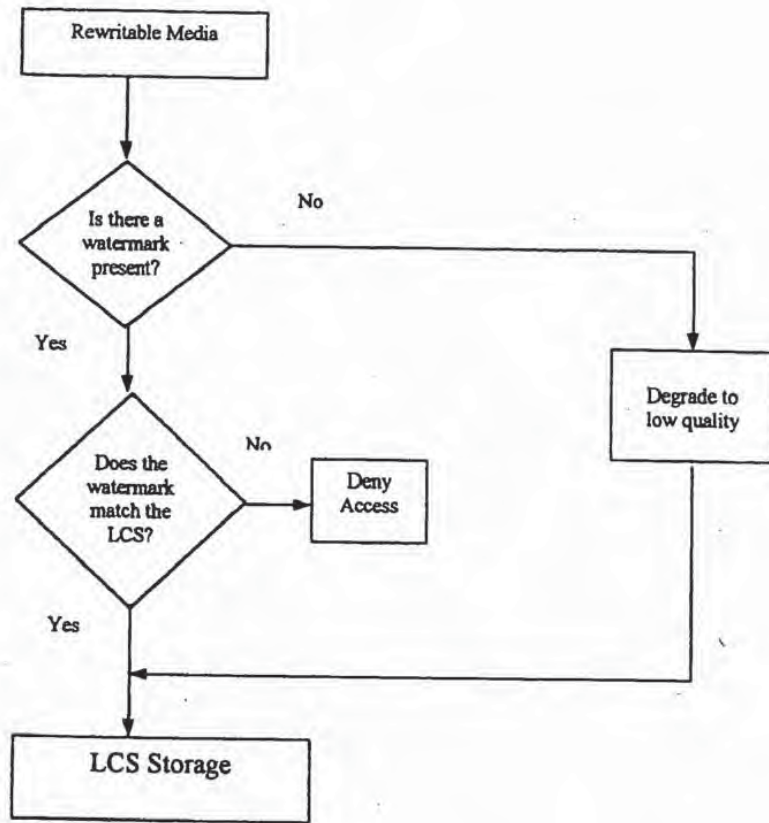 Rewritable Media
No
Is there a
watermark
present?
Yes
Degrade to
low quality
No
Does the
watermark
match the
LCS?
Deny
Access
Yes
LCS Storage